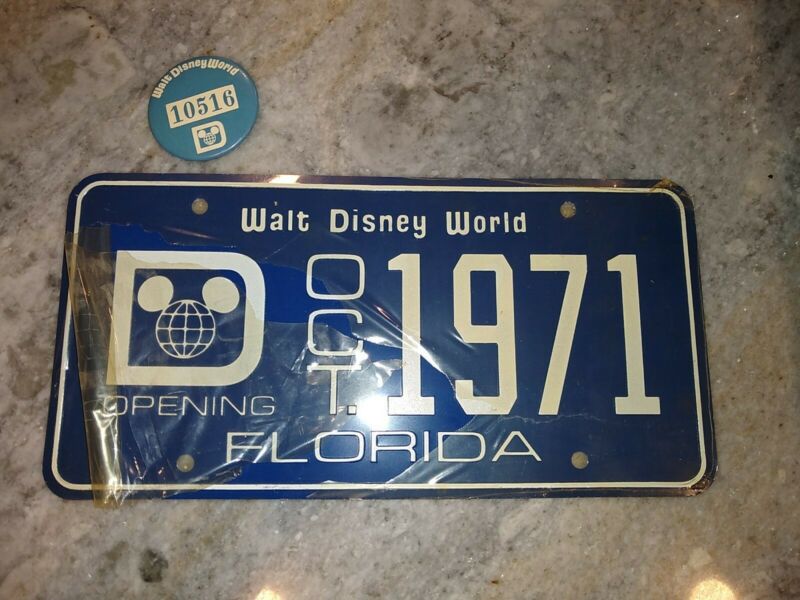 Walt Disney World
10516
Walt Disney World
OCT. 1971
OPENING
FLORIDA